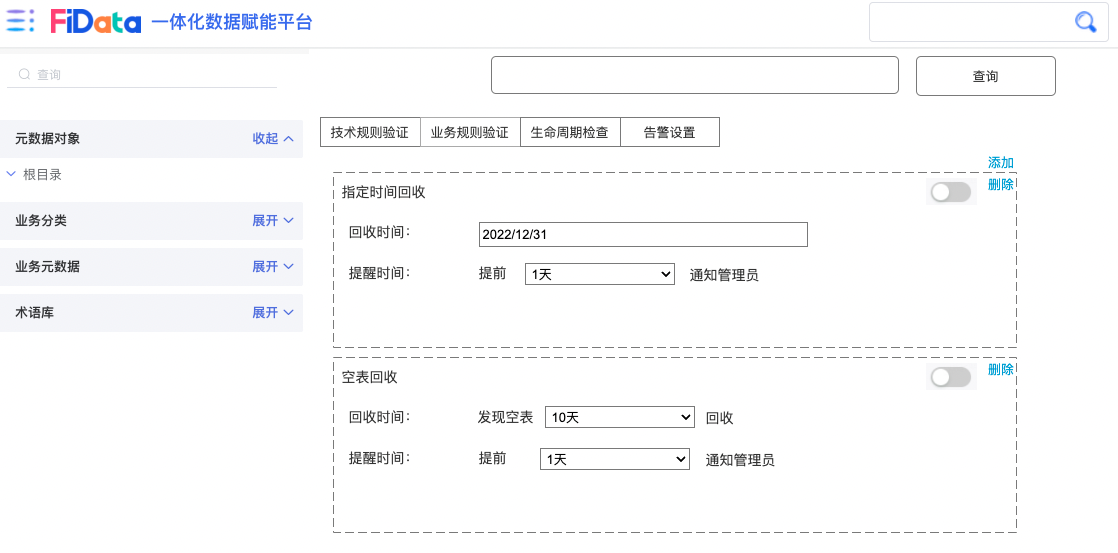 FiData 一体化数据赋能平台
查询
查询
元数据对象 收起
根目录
业务分类 展开
业务元数据 展开
术语库 展开
技术规则验证 业务规则验证 生命周期检查 告警设置
添加
指定时间回收 删除
回收时间： 2022/12/31
提醒时间： 提前 1天 通知管理员
空表回收 删除
回收时间： 发现空表 10天 回收
提醒时间： 提前 1天 通知管理员